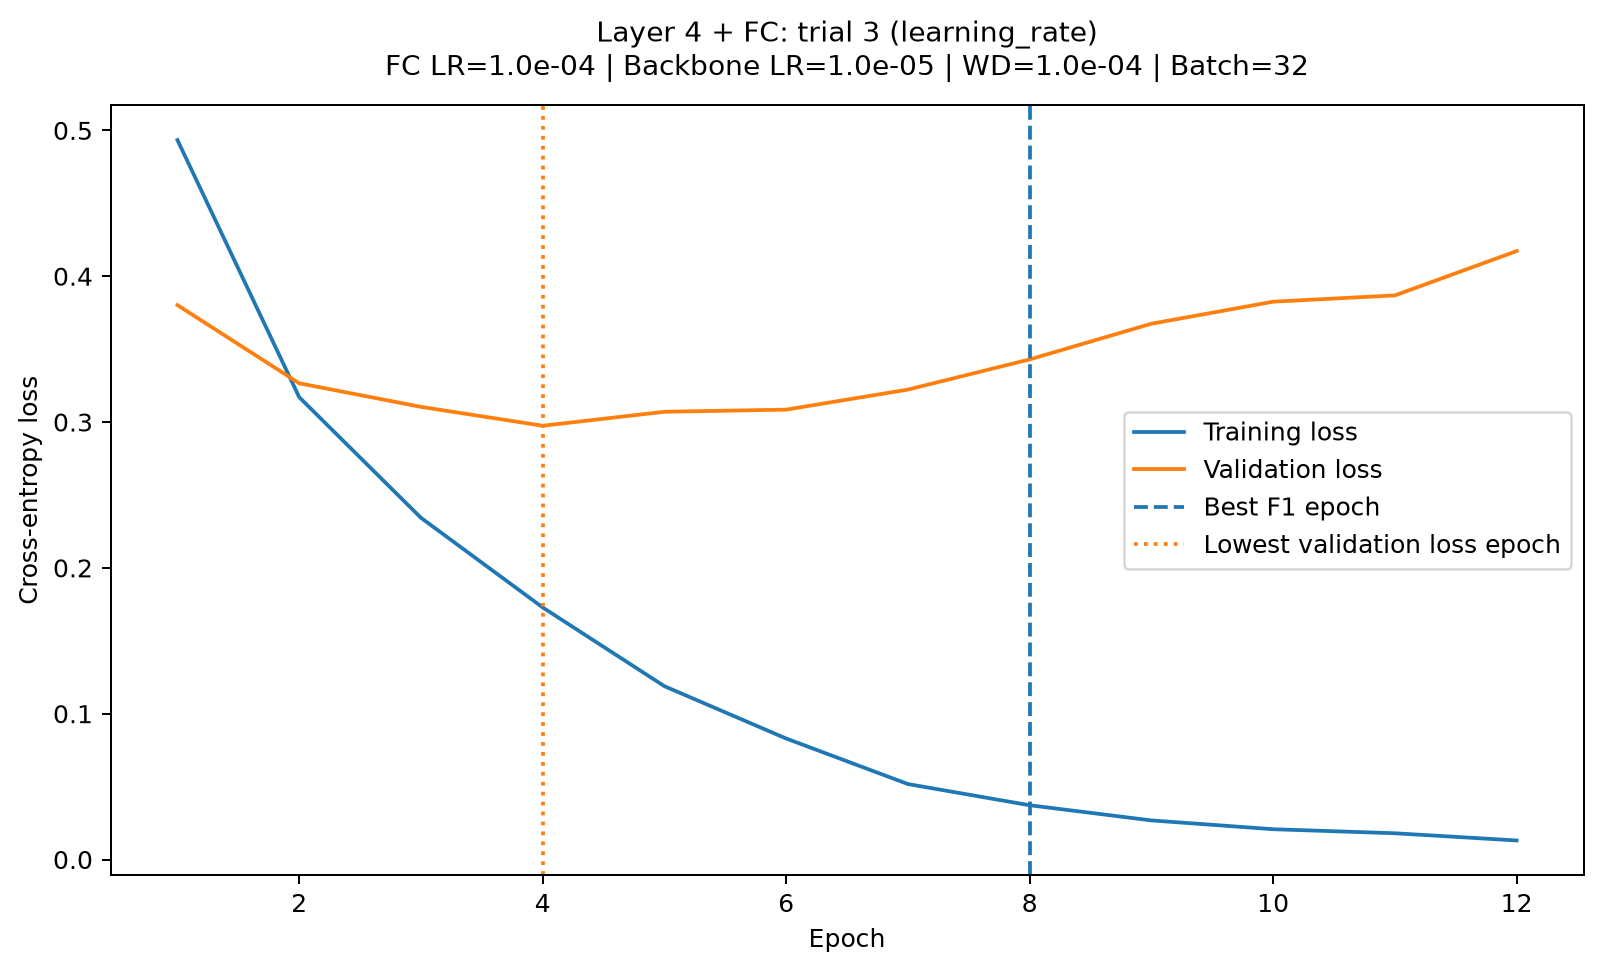 Layer 4 + FC: trial 3 (learning_rate)
FC LR=1.0e-04 | Backbone LR=1.0e-05 | WD=1.0e-04 | Batch=32
Cross-entropy loss
0.5
0.4
0.3
0.2
0.1
0.0
Training loss
Validation loss
Best F1 epoch
Lowest validation loss epoch
2 4 6 8 10 12
Epoch